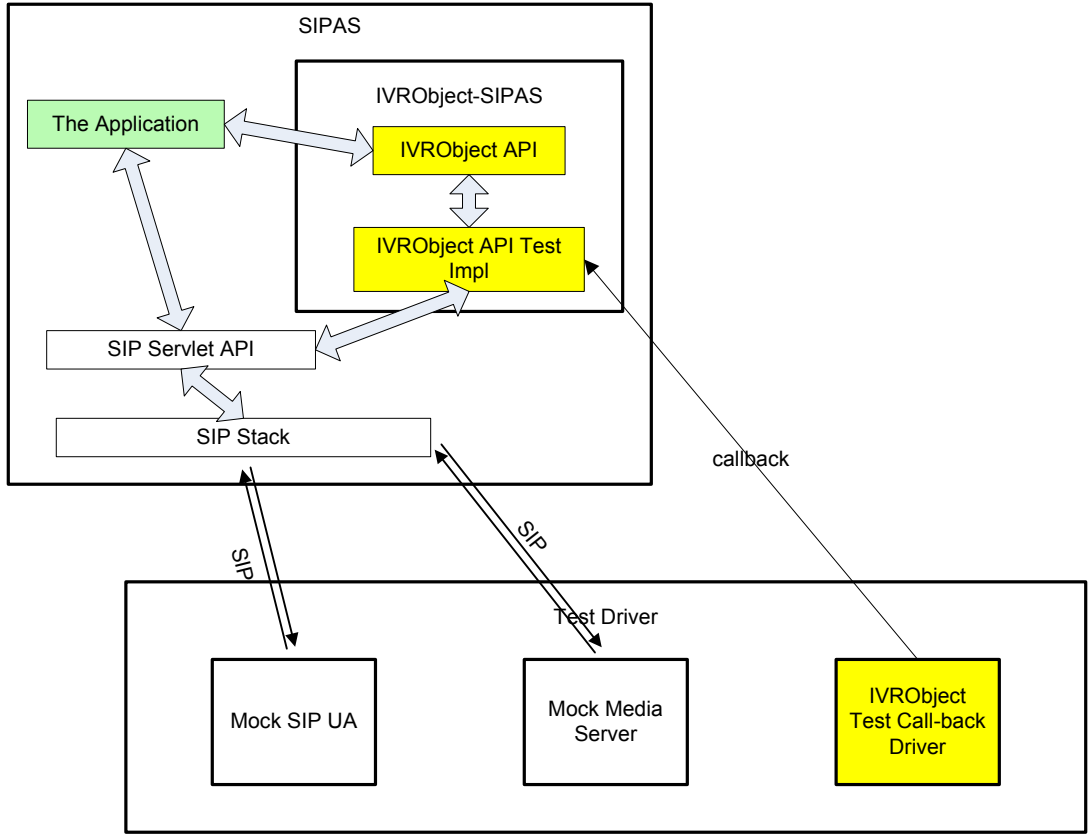 SIPAS
IVRObject-SIPAS
The Application
IVRObject API
IVRObject API Test
Impl
SIP Servlet API
SIP Stack
callback
SIP
SIP
Test Driver
Mock SIP UA
Mock Media
Server
IVRObject
Test Call-back
Driver